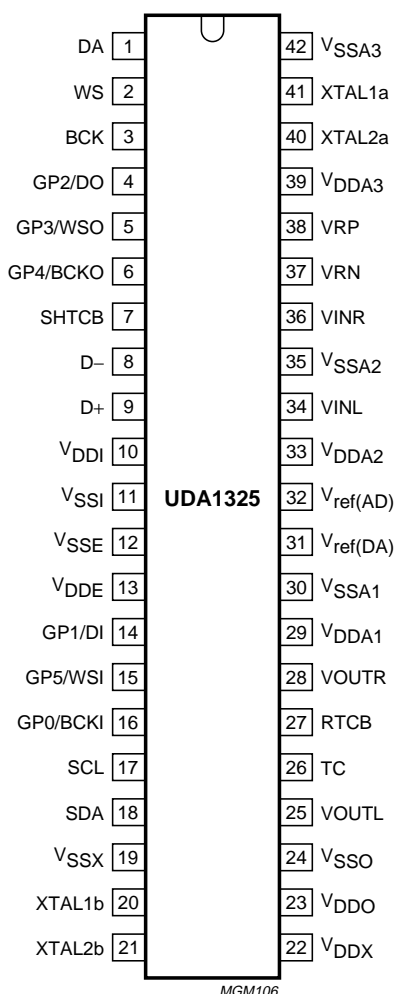 DA 1 42 VSSA3
WS 2 41 XTAL1a
BCK 3 40 XTAL2a
GP2/DO 4 39 VDDA3
GP3/WSO 5 38 VRP
GP4/BCKO 6 37 VRN
SHTCB 7 36 VINR
D− 8 35 VSSA2
D+ 9 34 VINL
VDDI 10 33 VDDA2
VSSI 11 UDA1325 32 Vref(AD)
VSSE 12 31 Vref(DA)
VDDE 13 30 VSSA1
GP1/DI 14 29 VDDA1
GP5/WSI 15 28 VOUTR
GP0/BCKI 16 27 RTCB
SCL 17 26 TC
SDA 18 25 VOUTL
VSSX 19 24 VSSO
XTAL1b 20 23 VDDO
XTAL2b 21 22 VDDX
MGM106